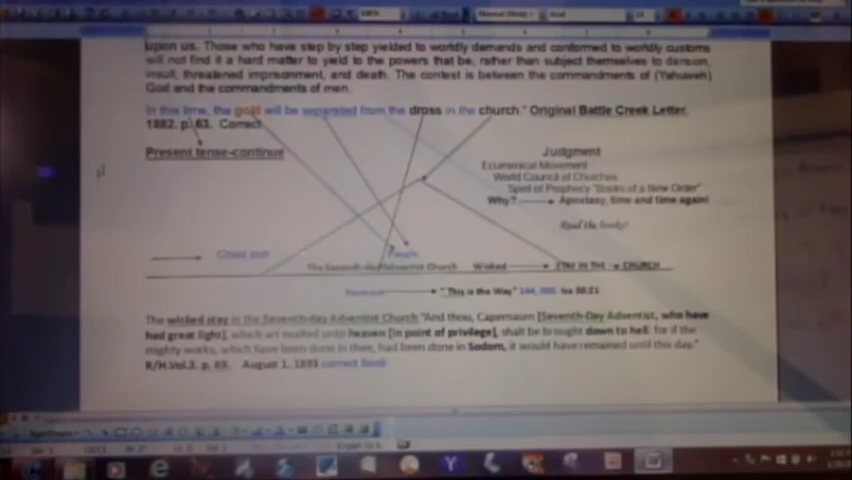 upon us. Those who have step by step yielded to worldly demands and conformed to worldly customs
will not find it a hard matter to yield to the powers that be, rather than subject themselves to derision,
insult, threatened imprisonment, and death. The contest is between the commandments of (Yahuweh)
God and the commandments of men.
In this time, the gold will be separated from the dross in the church." Original Battle Creek Letter.
1882. p. 63. Correct
Present tense-continue
Judgment
Ecumenical Movement
World Council of Churches
Spirit of Prophecy "Books of a New Order"
Why? Apostasy, time and time again!
Read the books!
Come out
People
The Seventh-day Adventist Church Wicked STAY IN THE CHURCH
"This is the Way" 144,000. Isa 30:21
The wicked stay in the Seventh-day Adventist Church "And thou, Capernaum [Seventh-Day Adventist, who have
had great light], which art exalted unto heaven [in point of privilege], shall be brought down to hell: for if the
mighty works, which have been done in thee, had been done in Sodom, it would have remained until this day."
R/H.Vol.3. p. 69. August 1, 1893 correct book